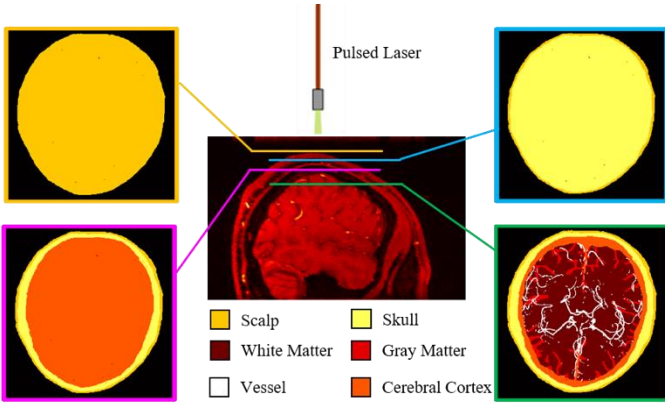 Pulsed Laser
Scalp
Skull
White Matter
Gray Matter
Vessel
Cerebral Cortex